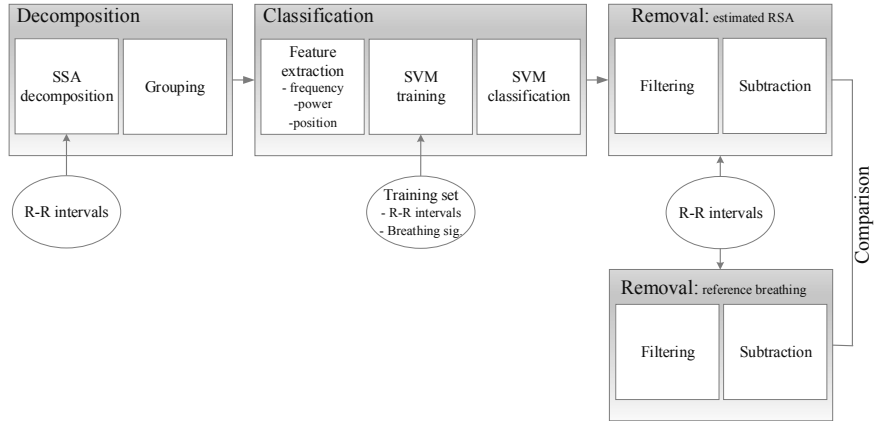 Decomposition
SSA
decomposition
Grouping
R-R intervals
Classification
Feature
extraction
- frequency
-power
-position
SVM
training
SVM
classification
Training set
- R-R intervals
- Breathing sig.
Removal: estimated RSA
Filtering
Subtraction
R-R intervals
Removal: reference breathing
Filtering
Subtraction
Comparison